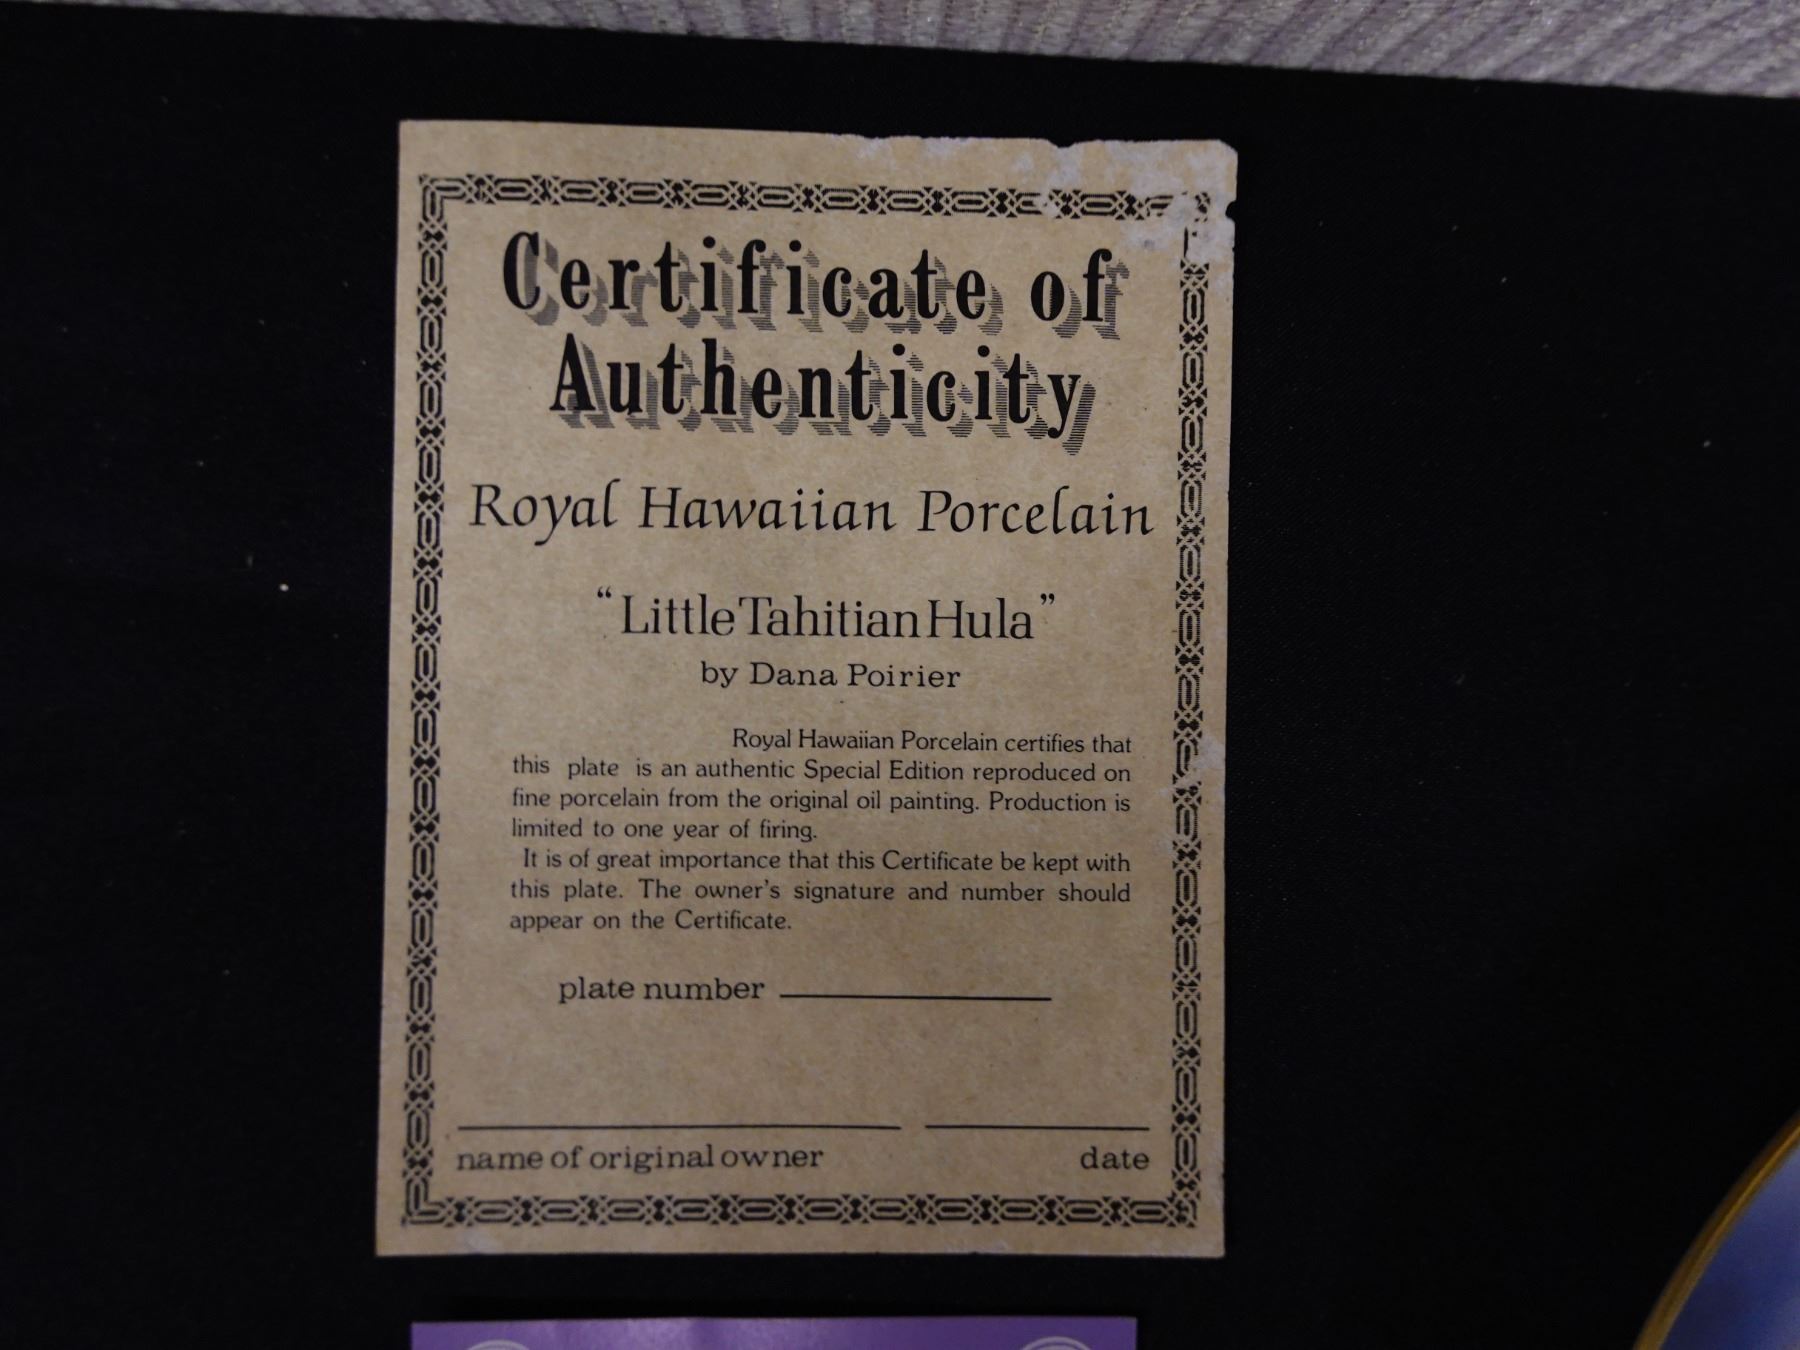 Certificate of
Authenticity
Royal Hawaiian Porcelain
“Little Tahitian Hula”
by Dana Poirier
Royal Hawaiian Porcelain certifies that
this plate is an authentic Special Edition reproduced on
fine porcelain from the original oil painting. Production is
limited to one year of firing.
It is of great importance that this Certificate be kept with
this plate. The owner's signature and number should
appear on the Certificate.
plate number
name of original owner date